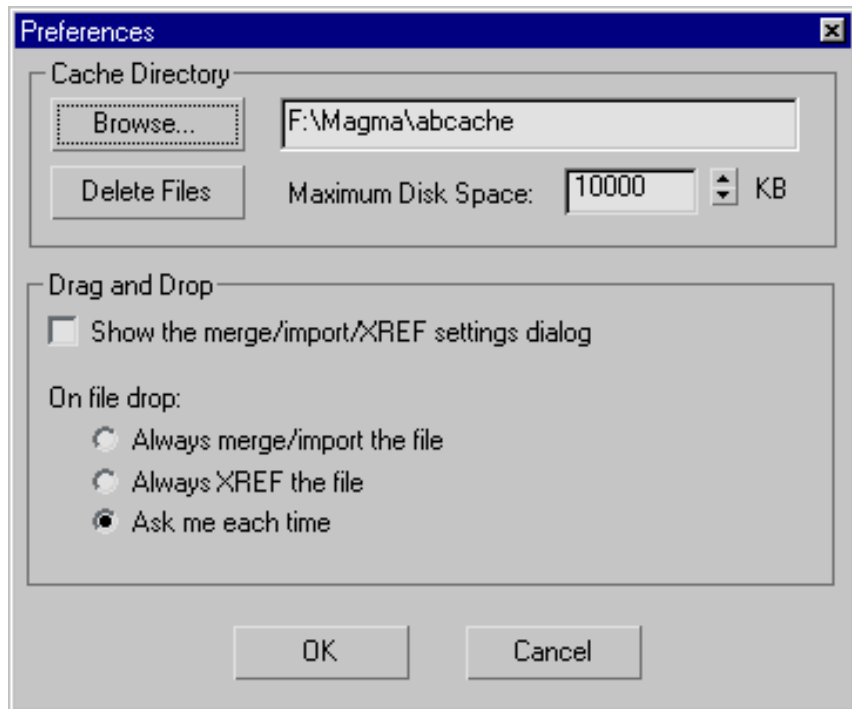 Preferences
Cache Directory
Browse...
F:\Magma\abcache
Delete Files
Maximum Disk Space:
10000
KB
Drag and Drop
Show the merge/import/XREF settings dialog
On file drop:
Always merge/import the file
Always XREF the file
Ask me each time
OK
Cancel